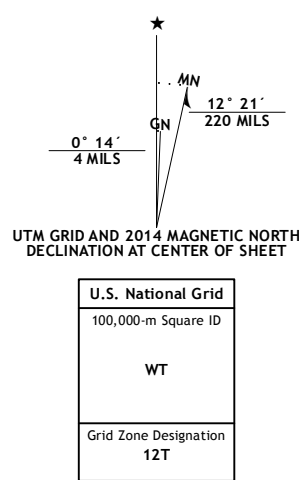 ★
MN
GN
12° 21´
220 MILS
0° 14´
4 MILS
UTM GRID AND 2014 MAGNETIC NORTH
DECLINATION AT CENTER OF SHEET
U.S. National Grid
100,000-m Square ID
WT
Grid Zone Designation
12T